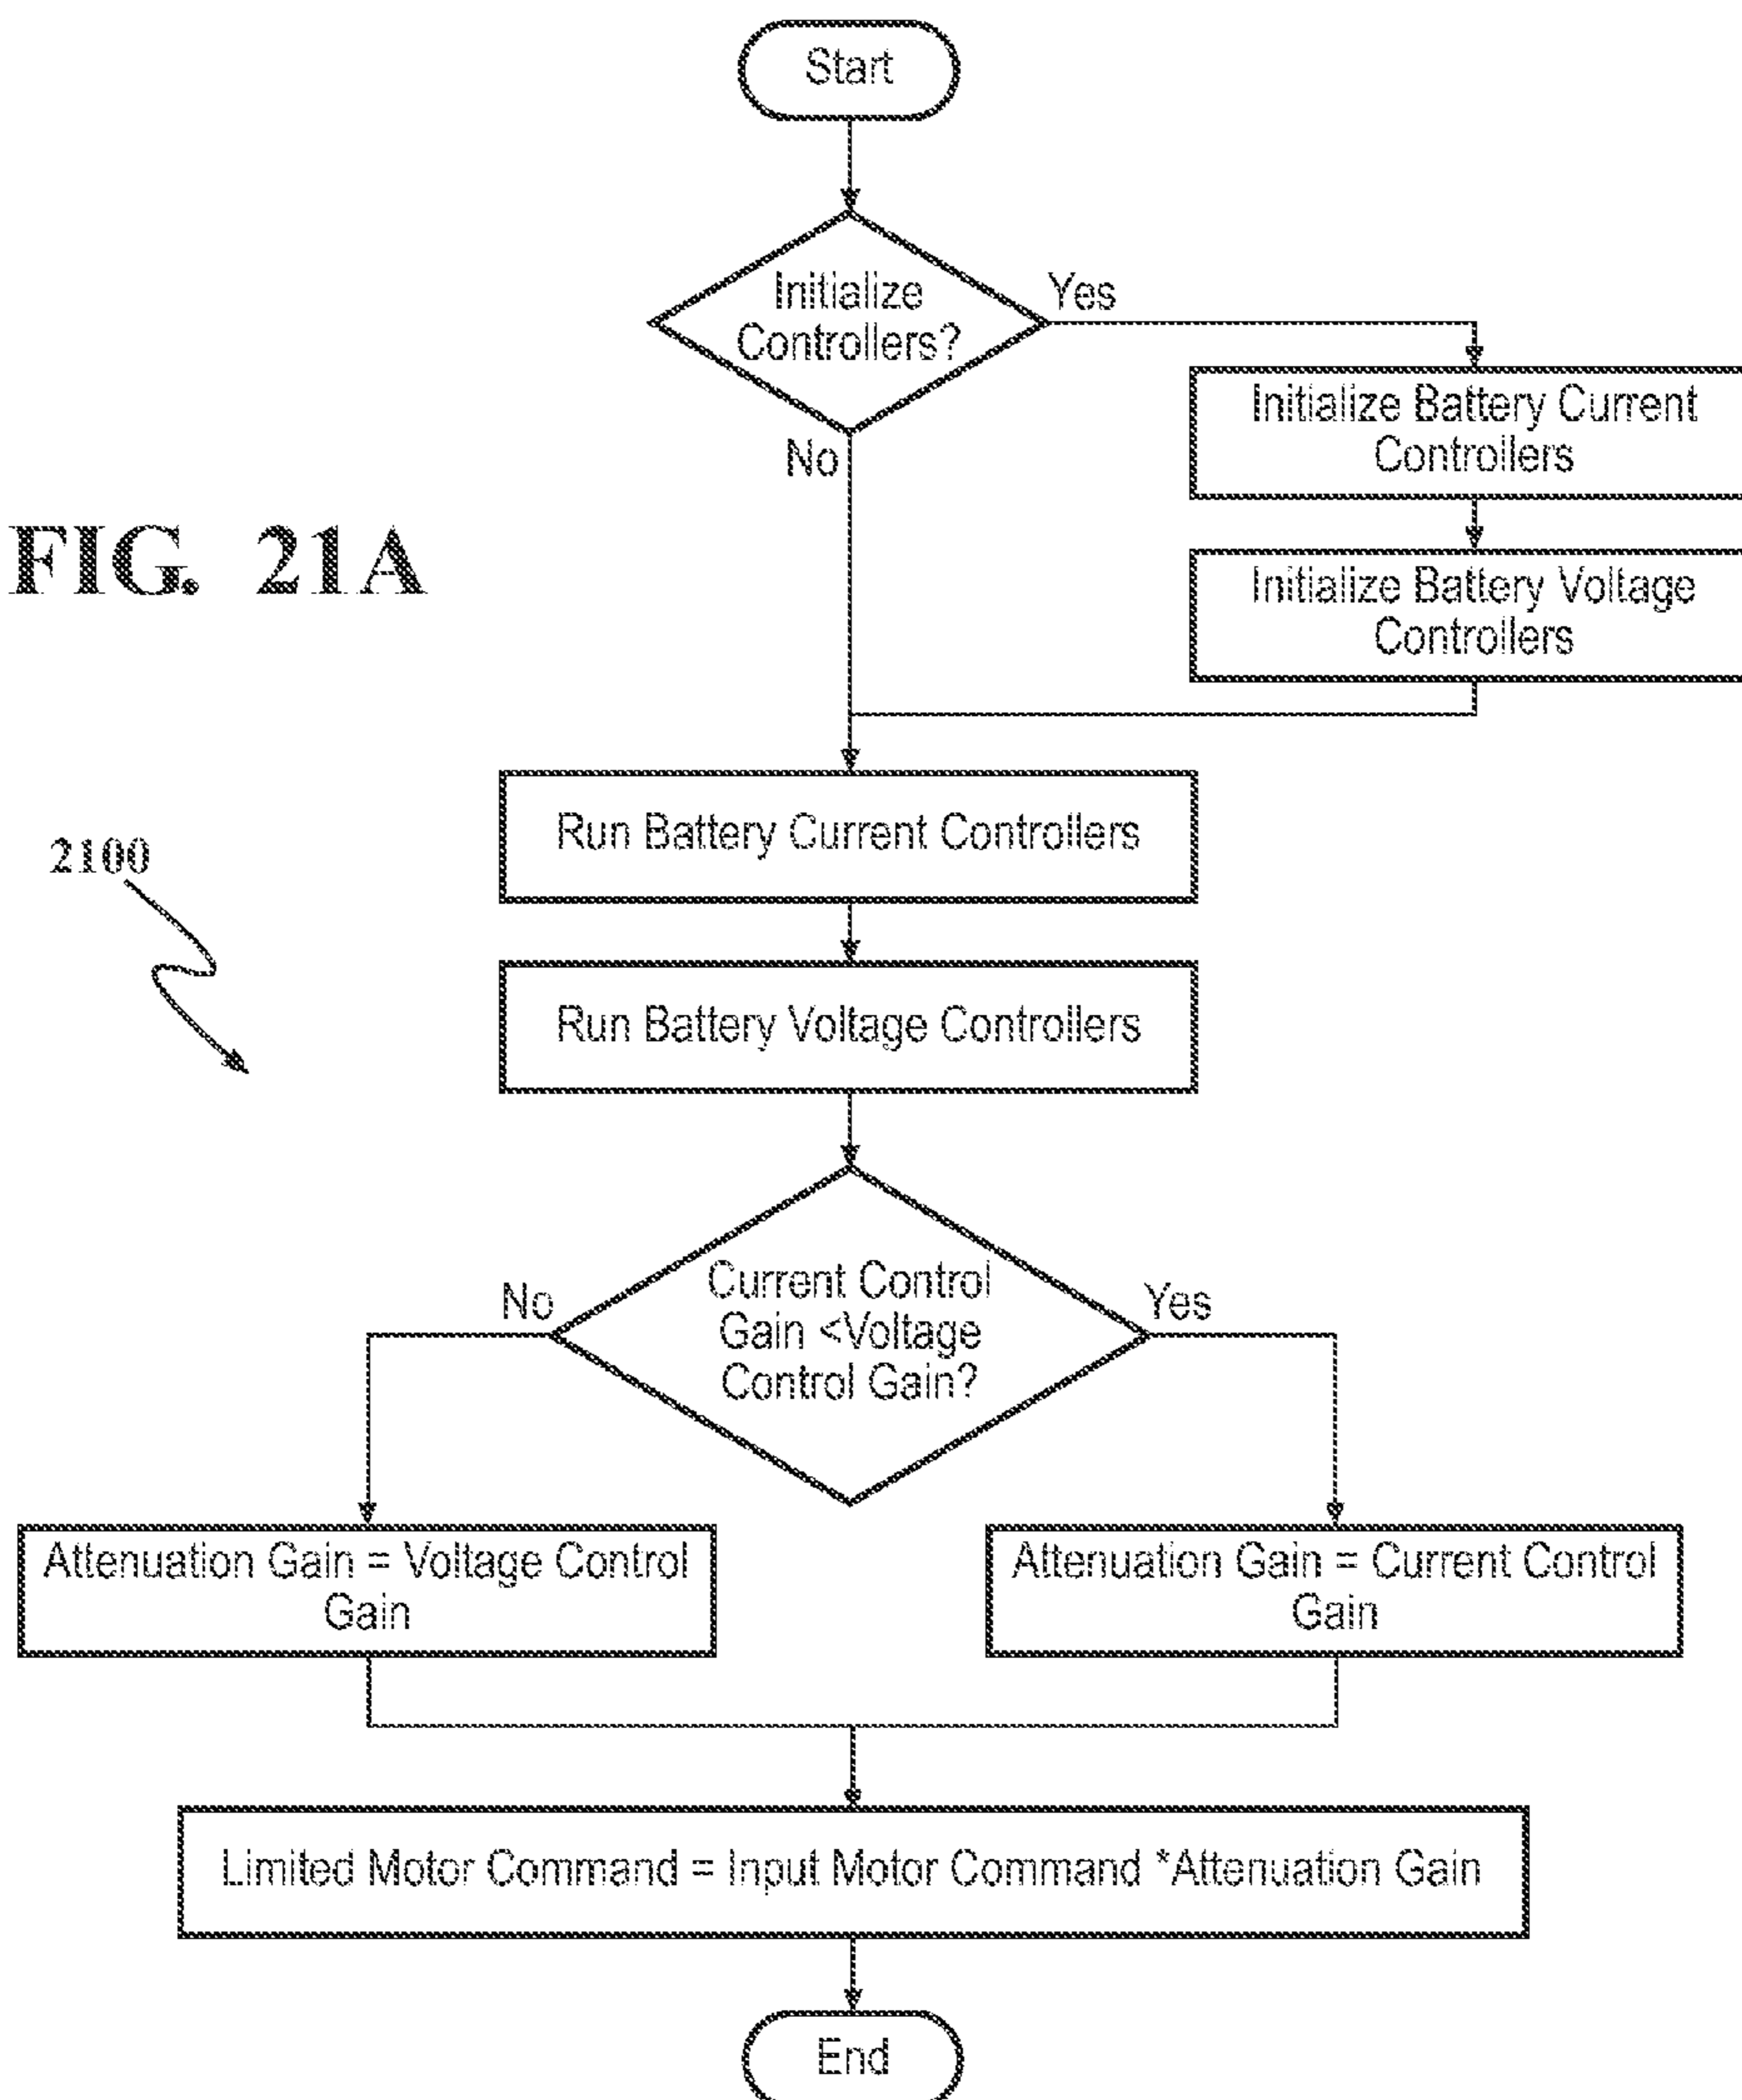 Start
Initialize
Controllers?
Yes
No
Initialize Battery Current
Controllers
Initialize Battery Voltage
Controllers
FIG. 21A
Run Battery Current Controllers
2100
Run Battery Voltage Controllers
Current Control
Gain <Voltage
Control Gain?
No
Yes
Attenuation Gain = Voltage Control
Gain
Attenuation Gain = Current Control
Gain
Limited Motor Command = Input Motor Command *Attenuation Gain
End